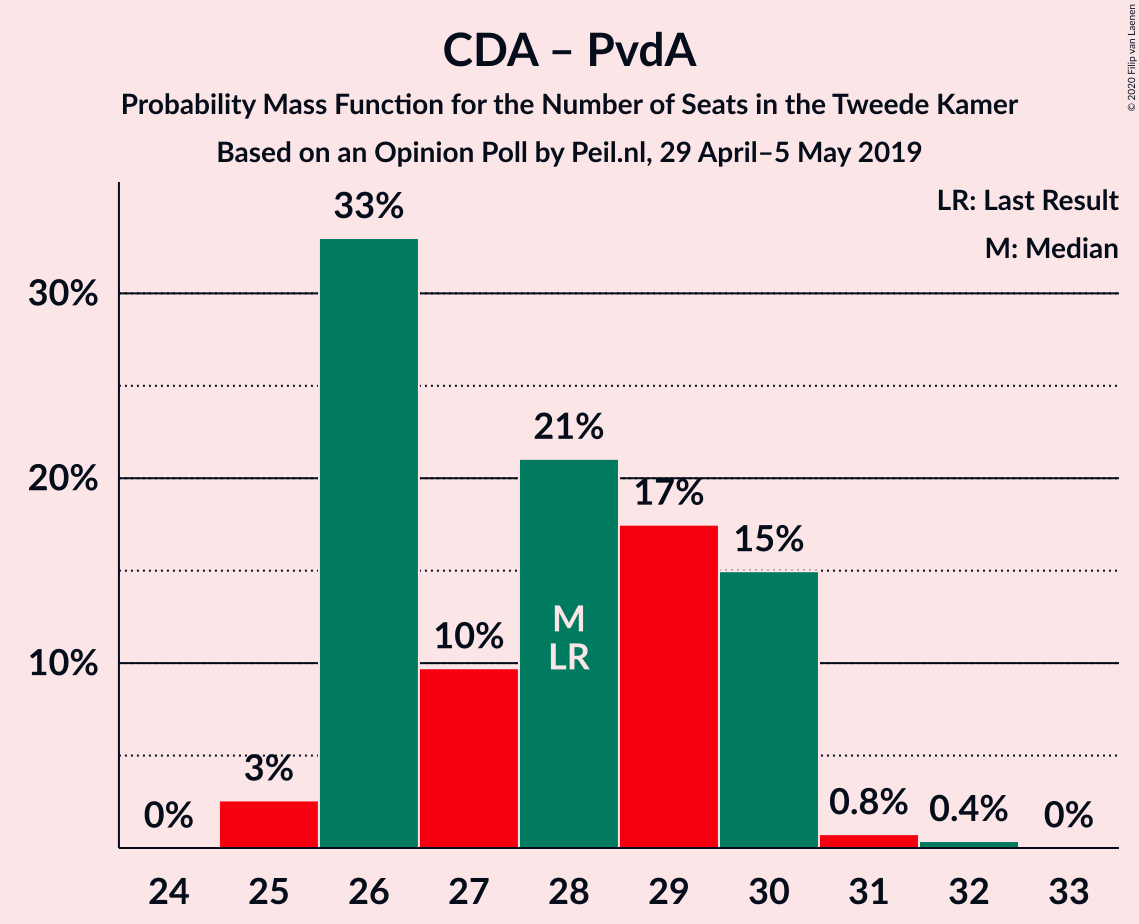 CDA – PvdA
Probability Mass Function for the Number of Seats in the Tweede Kamer
Based on an Opinion Poll by Peil.nl, 29 April–5 May 2019
© 2020 Filip van Laenen
LR: Last Result
M: Median
33%
30%
21%
20%
17%
15%
M
LR
10%
10%
3%
0%
0.8%
0.4%
0%
24 25 26 27 28 29 30 31 32 33